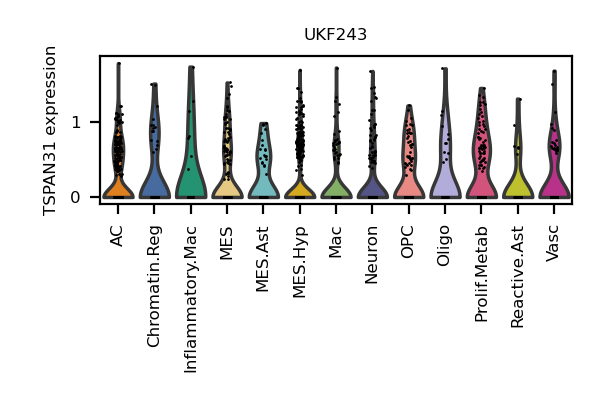 UKF243
TSPAN31 expression
1
0
AC
Chromatin.Reg
Inflammatory.Mac
MES
MES.Ast
MES.Hyp
Mac
Neuron
OPC
Oligo
Prolif.Metab
Reactive.Ast
Vasc